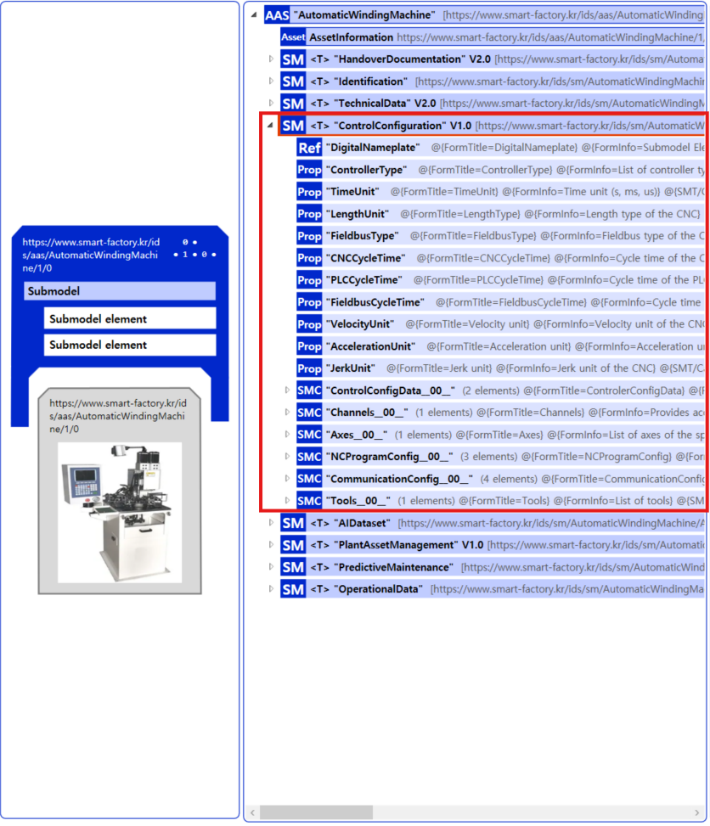 https://www.smart-factory.kr/id
s/aas/AutomaticWindingMachi
ne/1/0
0
1 0
Submodel
Submodel element
Submodel element
https://www.smart-factory.kr/id
s/aas/AutomaticWindingMachi
ne/1/0
AAS "AutomaticWindingMachine" [https://www.smart-factory.kr/ids/aas/AutomaticWinding
Asset AssetInformation https://www.smart-factory.kr/ids/aas/AutomaticWindingMachine/1/
SM <T> "HandoverDocumentation" V2.0 [https://www.smart-factory.kr/ids/sm/Automa
SM <T> "Identification" [https://www.smart-factory.kr/ids/sm/AutomaticWindingMachin
SM <T> "TechnicalData" V2.0 [https://www.smart-factory.kr/ids/sm/AutomaticWindingM
SM <T> "ControlConfiguration" V1.0 [https://www.smart-factory.kr/ids/sm/AutomaticW
Ref "DigitalNameplate" @{FormTitle=DigitalNameplate} @{FormInfo=Submodel Ele
Prop "ControllerType" @{FormTitle=ControllerType} @{FormInfo=List of controller ty
Prop "TimeUnit" @{FormTitle=TimeUnit} @{FormInfo=Time unit (s, ms, us)} @{SMT/C
Prop "LengthUnit" @{FormTitle=LengthType} @{FormInfo=Length type of the CNC}
Prop "FieldbusType" @{FormTitle=FieldbusType} @{FormInfo=Fieldbus type of the C
Prop "CNCCycleTime" @{FormTitle=CNCCycleTime} @{FormInfo=Cycle time of the
Prop "PLCCycleTime" @{FormTitle=PLCCycleTime} @{FormInfo=Cycle time of the PL
Prop "FieldbusCycleTime" @{FormTitle=FieldbusCycleTime} @{FormInfo=Cycle time
Prop "VelocityUnit" @{FormTitle=Velocity unit} @{FormInfo=Velocity unit of the CN
Prop "AccelerationUnit" @{FormTitle=Acceleration unit} @{FormInfo=Acceleration u
Prop "JerkUnit" @{FormTitle=Jerk unit} @{FormInfo=Jerk unit of the CNC} @{SMT/C
SMC "ControlConfigData__00__" (2 elements) @{FormTitle=ControlerConfigData} @{F
SMC "Channels__00__" (1 elements) @{FormTitle=Channels} @{FormInfo=Provides ac
SMC "Axes__00__" (1 elements) @{FormTitle=Axes} @{FormInfo=List of axes of the sp
SMC "NCProgramConfig__00__" (3 elements) @{FormTitle=NCProgramConfig} @{For
SMC "CommunicationConfig__00__" (4 elements) @{FormTitle=CommunicationConfig
SMC "Tools__00__" (1 elements) @{FormTitle=Tools} @{FormInfo=List of tools} @{SM
SM <T> "AIDataset" [https://www.smart-factory.kr/ids/sm/AutomaticWindingMachine/A
SM <T> "PlantAssetManagement" V1.0 [https://www.smart-factory.kr/ids/sm/Automati
SM <T> "PredictiveMaintenance" [https://www.smart-factory.kr/ids/sm/AutomaticWind
SM <T> "OperationalData" [https://www.smart-factory.kr/ids/sm/AutomaticWindingMa